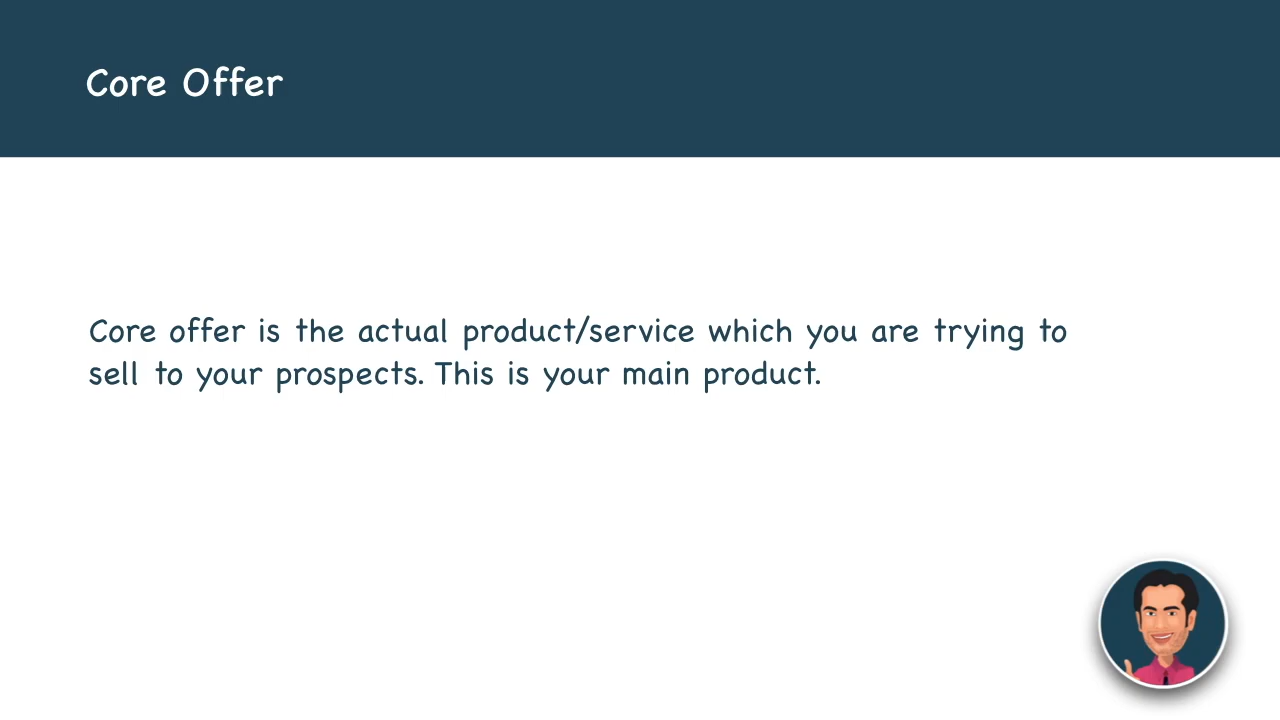 Core Offer
Core offer is the actual product/service which you are trying to
sell to your prospects. This is your main product.